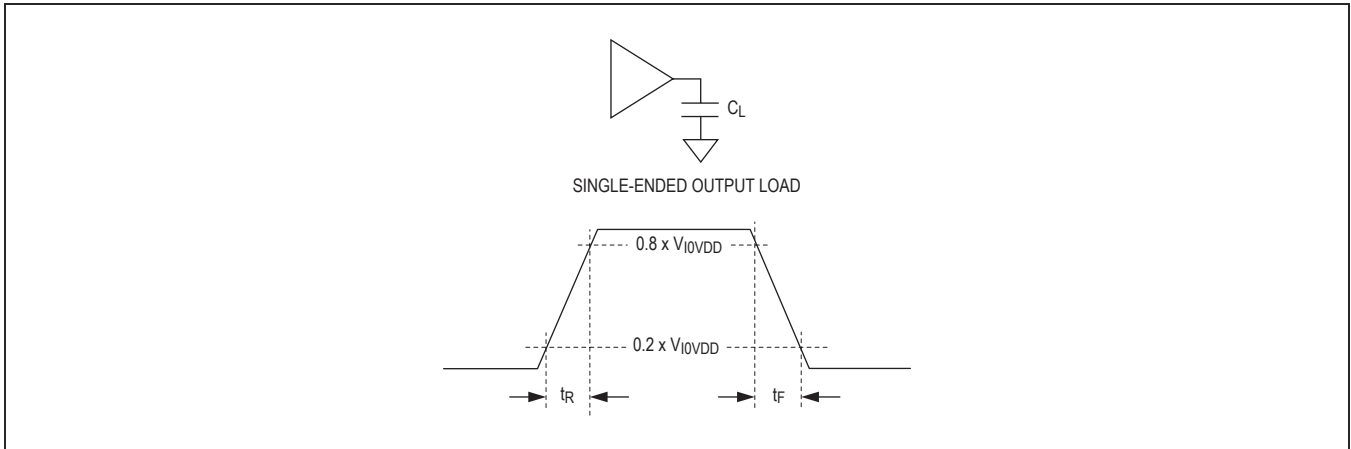 CL
SINGLE-ENDED OUTPUT LOAD
0.8 x VI0VDD
0.2 x VI0VDD
tR
tF